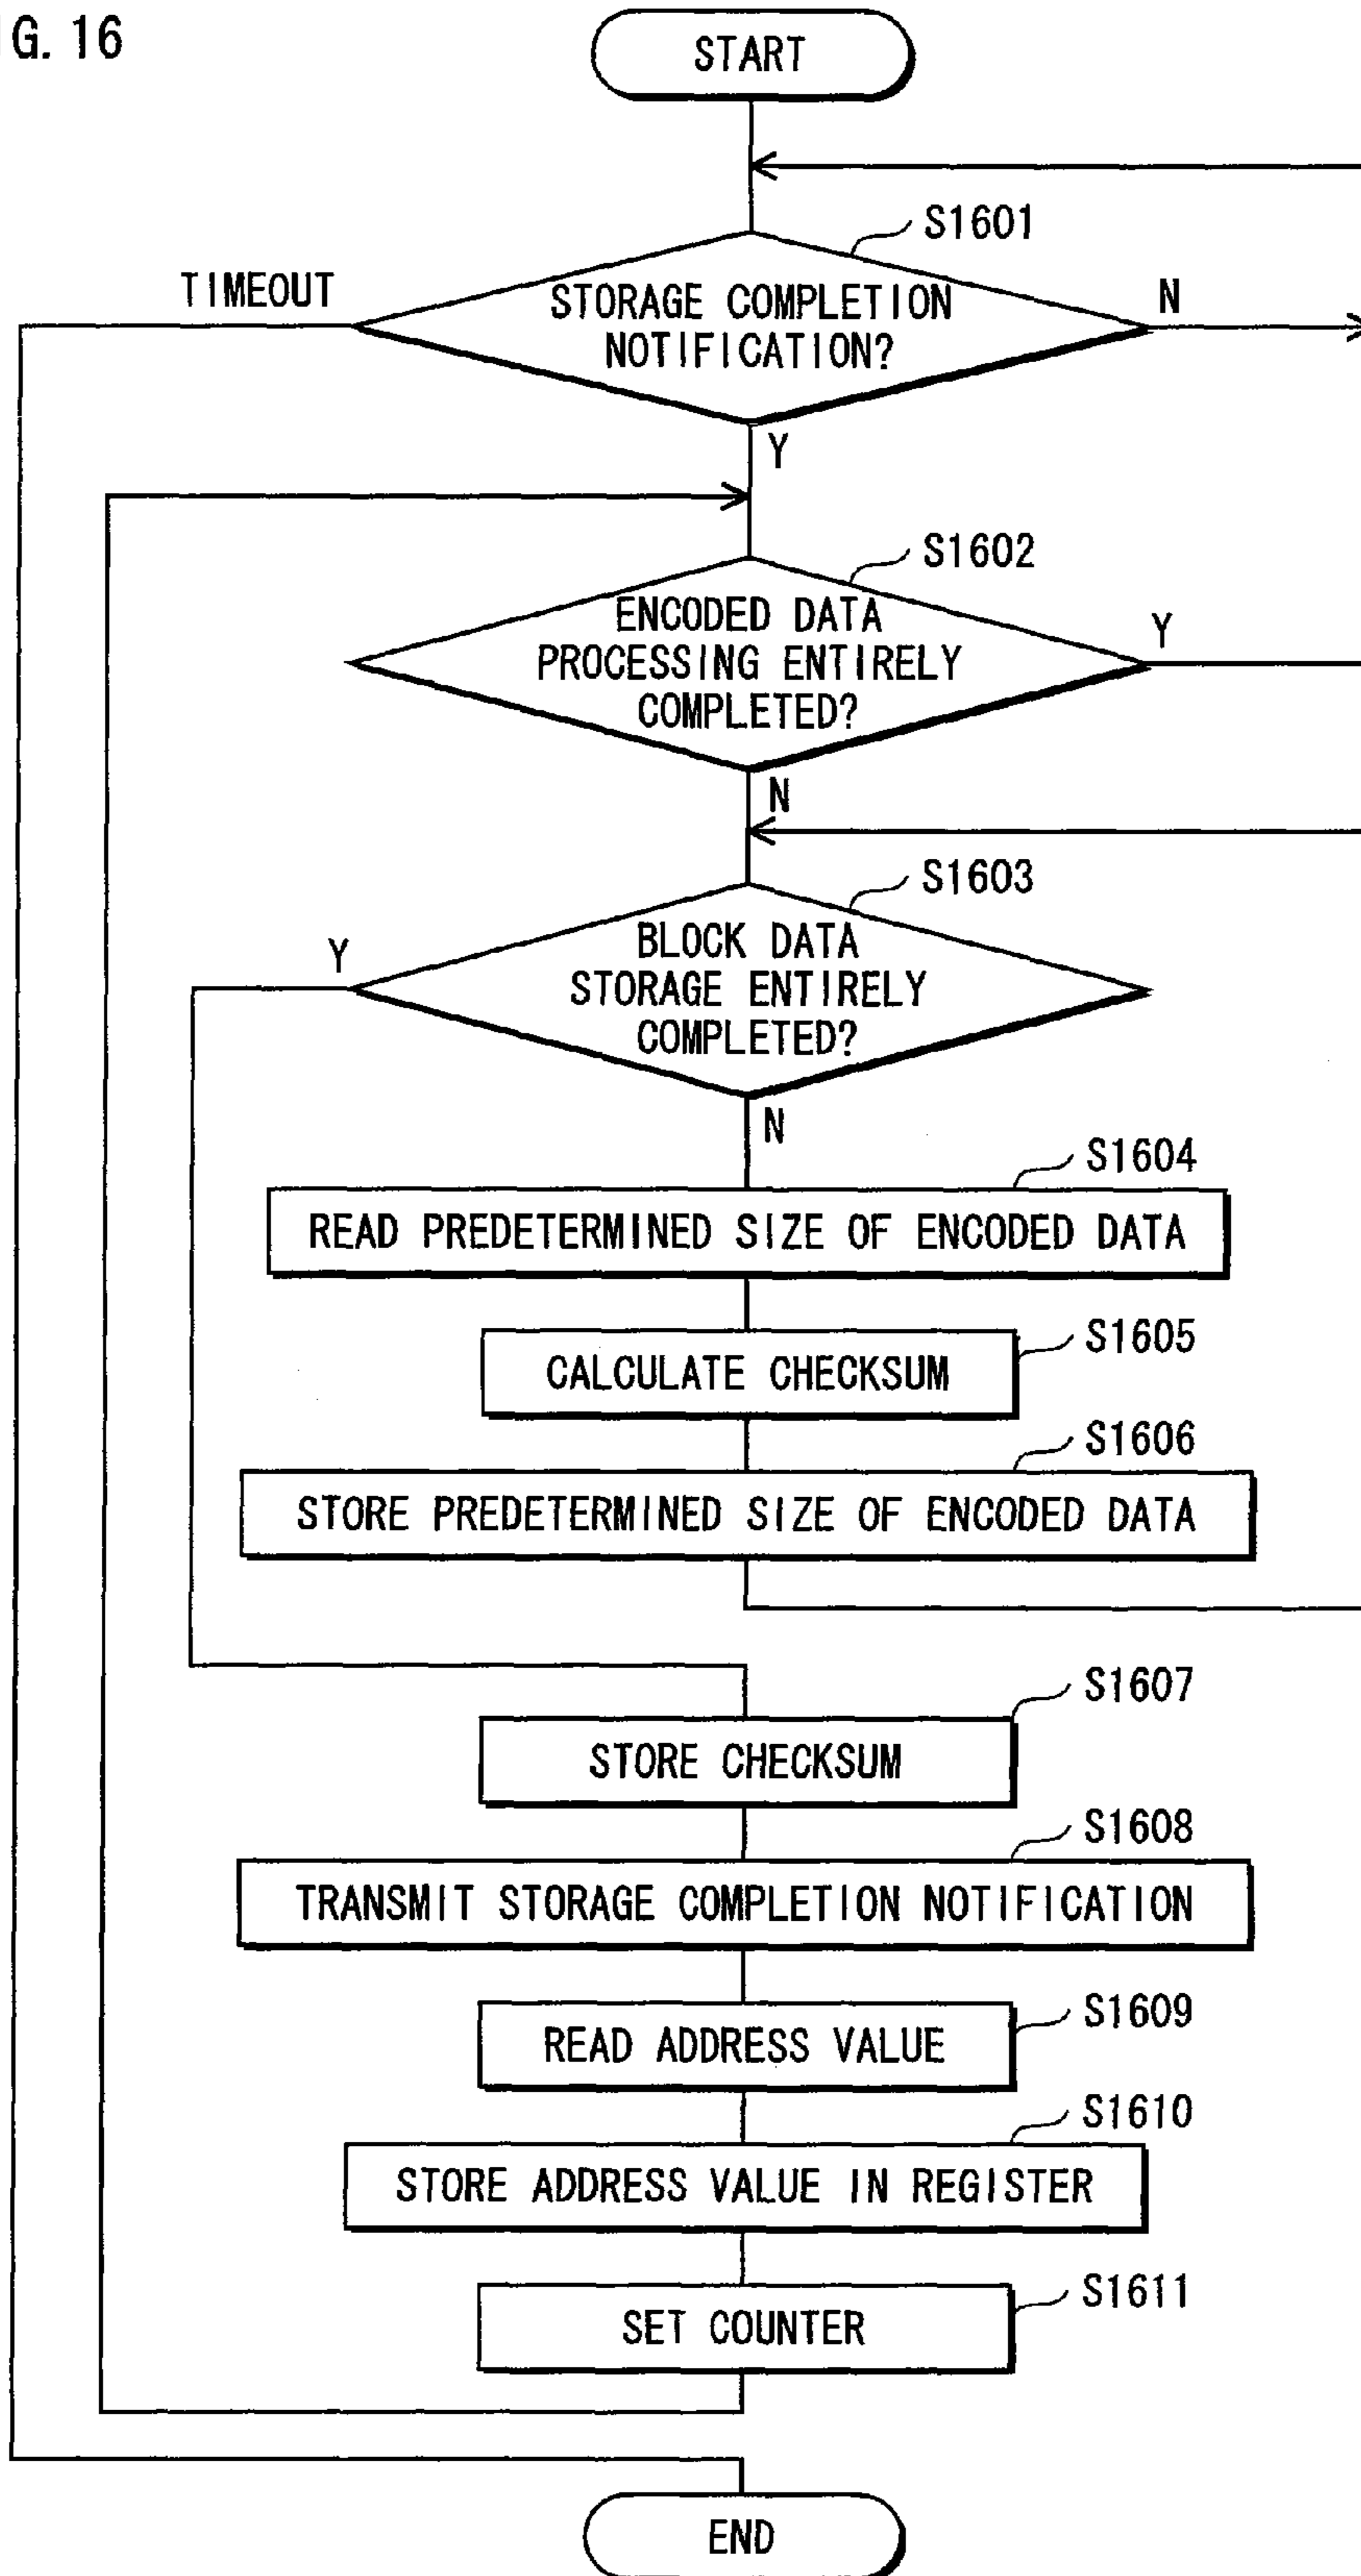 G. 16
START
S1601
TIMEOUT
STORAGE COMPLETION
NOTIFICATION?
N
Y
S1602
ENCODED DATA
PROCESSING ENTIRELY
COMPLETED?
Y
N
S1603
Y
BLOCK DATA
STORAGE ENTIRELY
COMPLETED?
N
S1604
READ PREDETERMINED SIZE OF ENCODED DATA
S1605
CALCULATE CHECKSUM
S1606
STORE PREDETERMINED SIZE OF ENCODED DATA
S1607
STORE CHECKSUM
S1608
TRANSMIT STORAGE COMPLETION NOTIFICATION
S1609
READ ADDRESS VALUE
S1610
STORE ADDRESS VALUE IN REGISTER
S1611
SET COUNTER
END